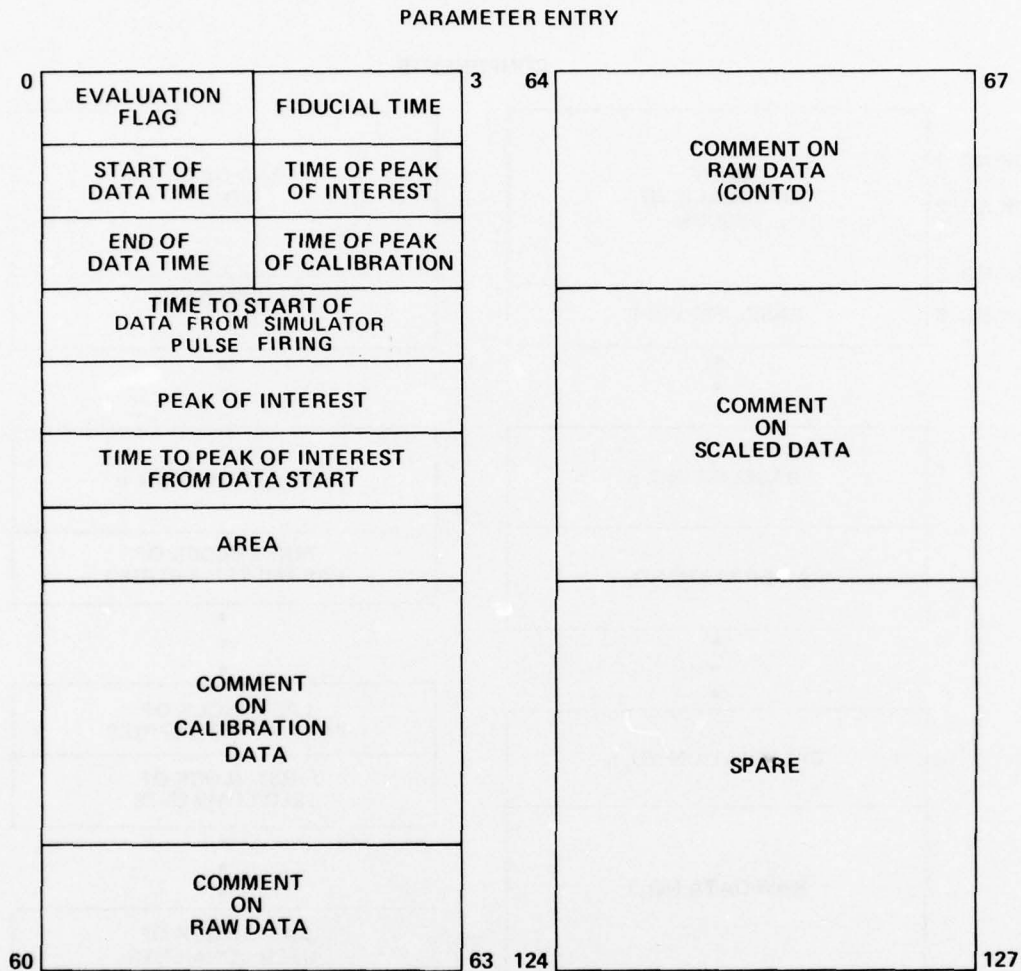 PARAMETER ENTRY
0
3
EVALUATION
FLAG
FIDUCIAL TIME
START OF
DATA TIME
TIME OF PEAK
OF INTEREST
END OF
DATA TIME
TIME OF PEAK
OF CALIBRATION
TIME TO START OF
DATA FROM SIMULATOR
PULSE FIRING
PEAK OF INTEREST
TIME TO PEAK OF INTEREST
FROM DATA START
AREA
COMMENT
ON
CALIBRATION
DATA
COMMENT
ON
RAW DATA
60
63
64
67
COMMENT ON
RAW DATA
(CONT'D)
COMMENT
ON
SCALED DATA
SPARE
124
127